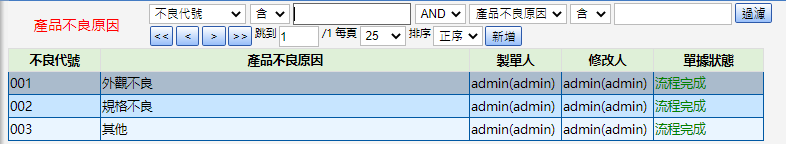 產品不良原因
不良代號 含 AND 產品不良原因 含 過濾
<< < > >> 跳到 1 /1 每頁 25 排序 正序 新增
不良代號 產品不良原因 製單人 修改人 單據狀態
001 外觀不良 admin(admin) admin(admin) 流程完成
002 規格不良 admin(admin) admin(admin) 流程完成
003 其他 admin(admin) admin(admin) 流程完成